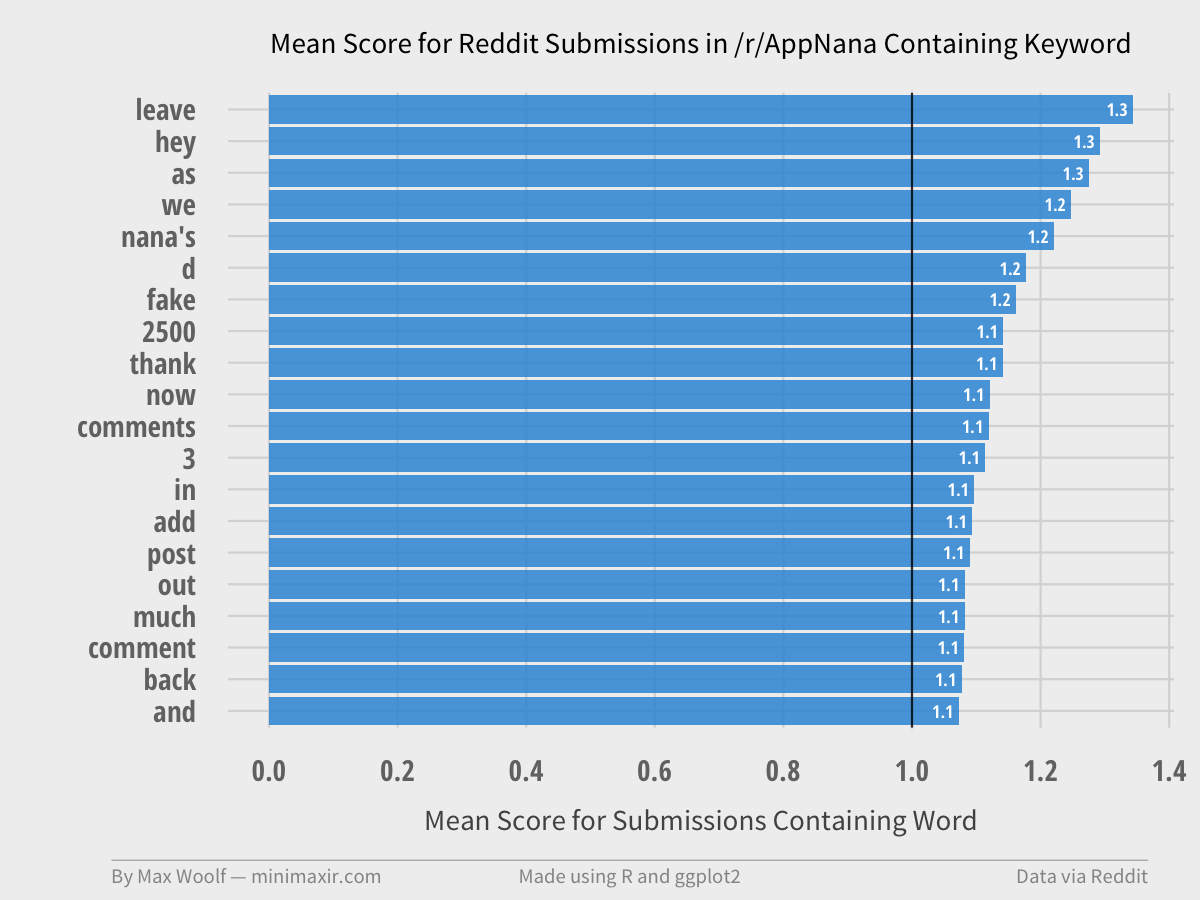 Mean Score for Reddit Submissions in /r/AppNana Containing Keyword
leave 1.3
hey 1.3
as 1.3
we 1.2
nana's 1.2
d 1.2
fake 1.2
2500 1.1
thank 1.1
now 1.1
comments 1.1
3 1.1
in 1.1
add 1.1
post 1.1
out 1.1
much 1.1
comment 1.1
back 1.1
and 1.1
0.0 0.2 0.4 0.6 0.8 1.0 1.2 1.4
Mean Score for Submissions Containing Word
By Max Woolf — minimaxir.com Made using R and ggplot2 Data via Reddit